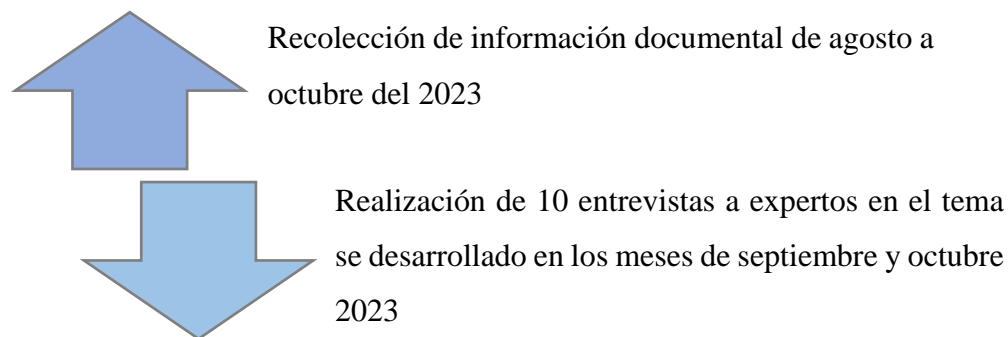 Recolección de información documental de agosto a
octubre del 2023
Realización de 10 entrevistas a expertos en el tema
se desarrollado en los meses de septiembre y octubre
2023